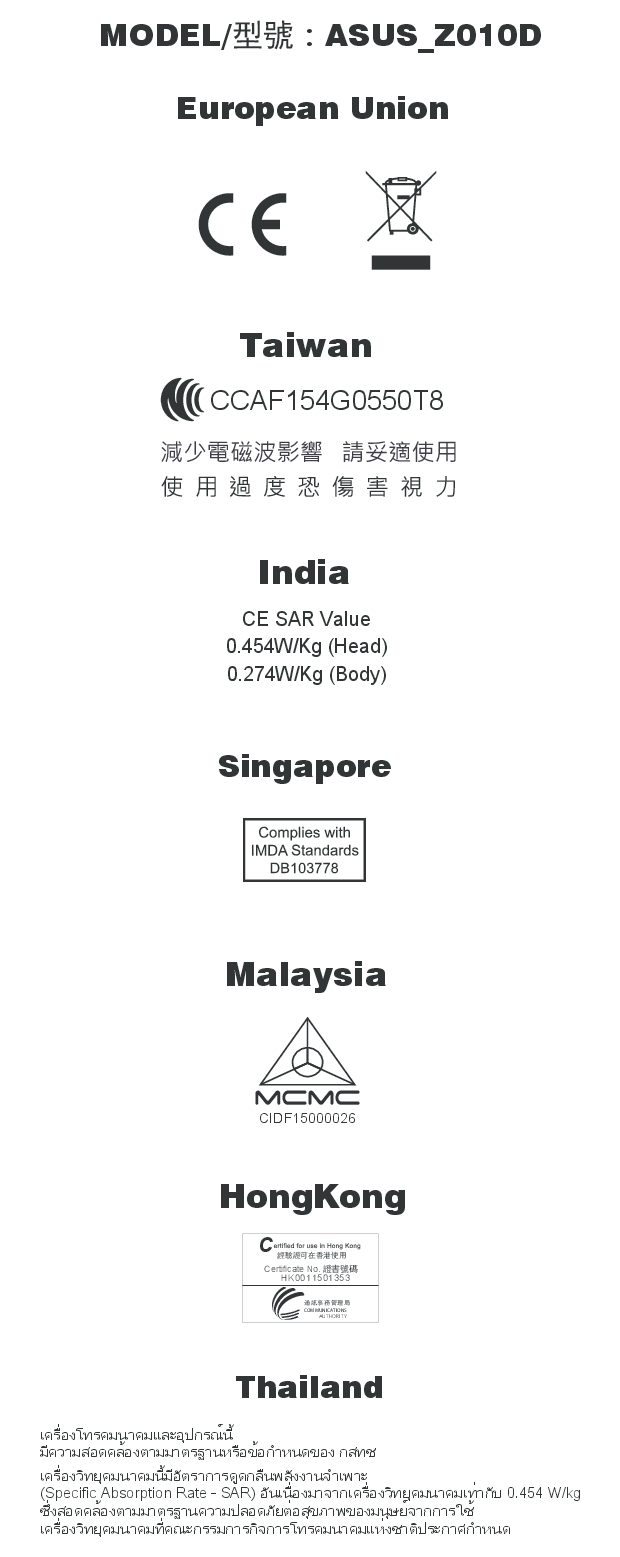 MODEL/型號 : ASUS_Z010D
European Union
CE
Taiwan
CCAF154G0550T8
減少電磁波影響 請妥適使用
使用過度恐傷害視力
India
CE SAR Value
0.454W/Kg (Head)
0.274W/Kg (Body)
Singapore
Complies with
IMDA Standards
DB103778
Malaysia
MCMC
CIDF15000026
HongKong
Certified for use in Hong Kong
經驗證可在香港使用
Certificate No. 證書號碼
HK0011501353
通訊事務管理局
COMMUNICATIONS
AUTHORITY
Thailand
เครื่องโทรคมนาคมและอุปกรณ์นี้
มีความสอดคล้องตามมาตรฐานหรือข้อกำหนดของ กสทช
เครื่องวิทยุคมนาคมนี้มีอัตราการดูดกลืนพลังงานจำเพาะ
(Specific Absorption Rate - SAR) อันเนื่องมาจากเครื่องวิทยุคมนาคมเท่ากับ 0.454 W/kg
ซึ่งสอดคล้องตามมาตรฐานความปลอดภัยต่อสุขภาพของมนุษย์จากการใช้
เครื่องวิทยุคมนาคมที่คณะกรรมการกิจการโทรคมนาคมแห่งชาติประกาศกำหนด